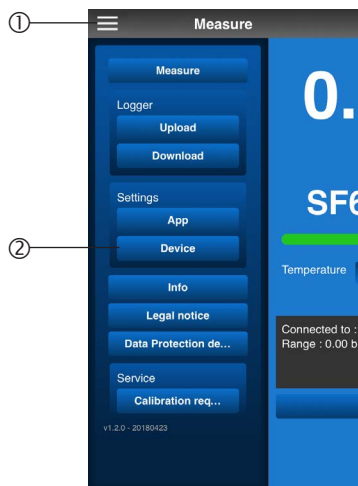 ①
Measure
0.
Measure
Logger
Upload
Download
SF6
Settings
App
②
Device
Temperature
Info
Legal notice
Connected to :
Range : 0.00 b
Data Protection de...
Service
Calibration req...
v1.2.0 - 20180423